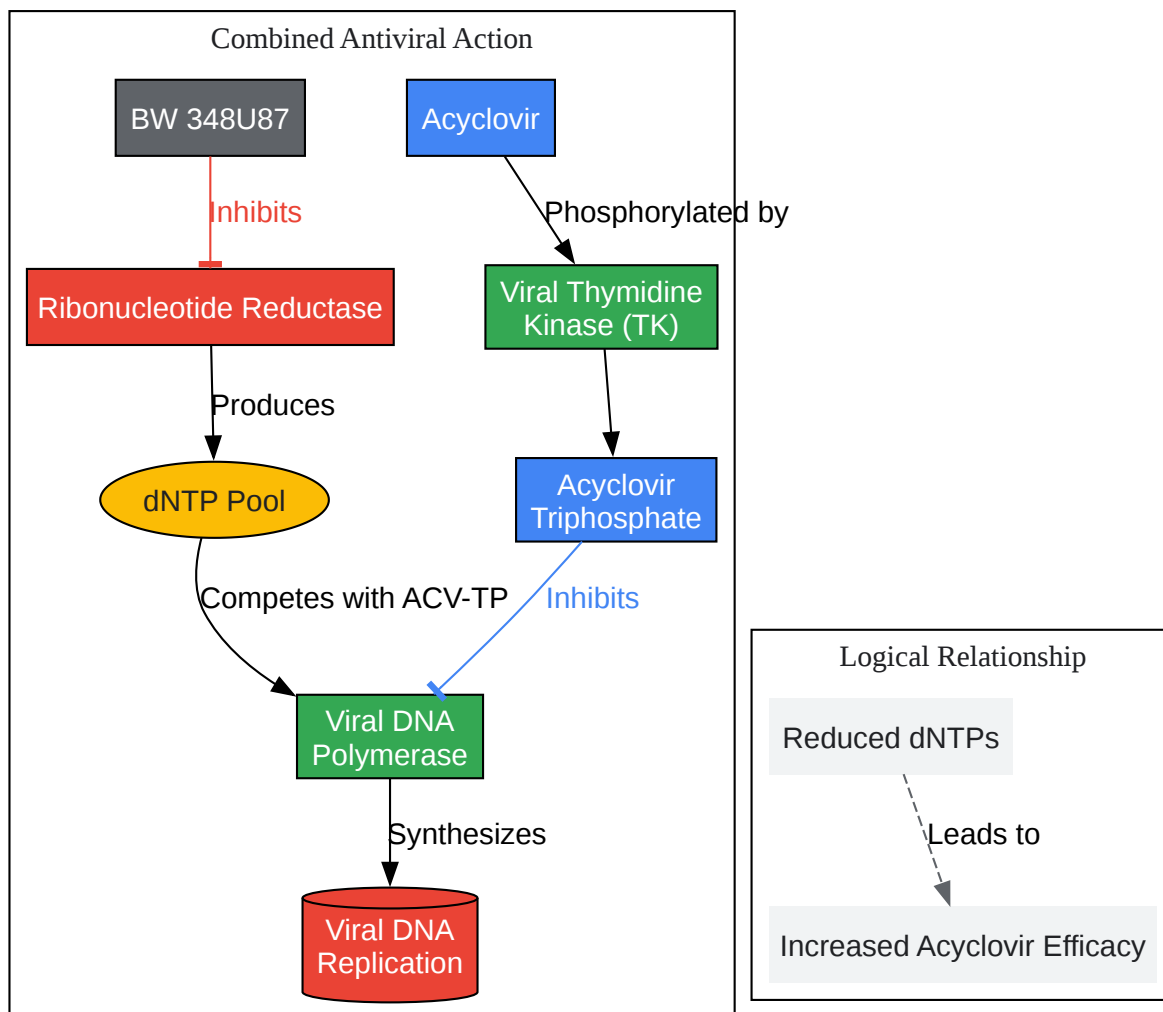 Combined Antiviral Action
BW 348U87
Acyclovir
Inhibits
Phosphorylated by
Ribonucleotide Reductase
Viral Thymidine
Kinase (TK)
Produces
dNTP Pool
Acyclovir
Triphosphate
Competes with ACV-TP
Inhibits
Viral DNA
Polymerase
Synthesizes
Viral DNA
Replication
Logical Relationship
Reduced dNTPs
Leads to
Increased Acyclovir Efficacy